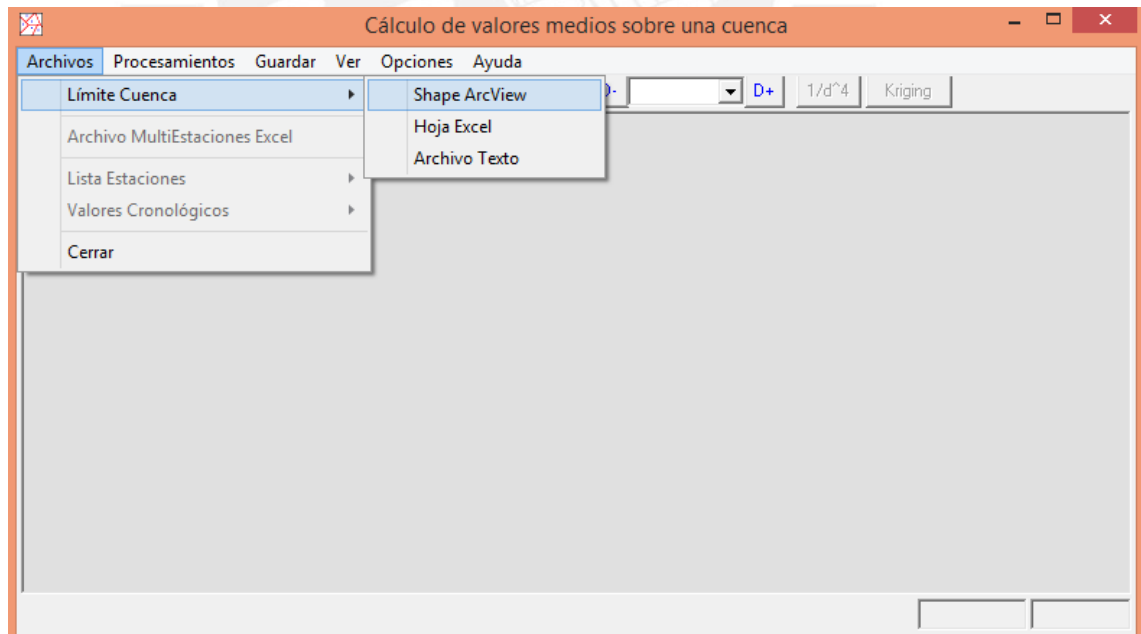 Cálculo de valores medios sobre una cuenca
Archivos Procesamientos Guardar Ver Opciones Ayuda
D- D+ 1/d^4 Kriging
Límite Cuenca
Archivo MultiEstaciones Excel
Lista Estaciones
Valores Cronológicos
Cerrar
Shape ArcView
Hoja Excel
Archivo Texto